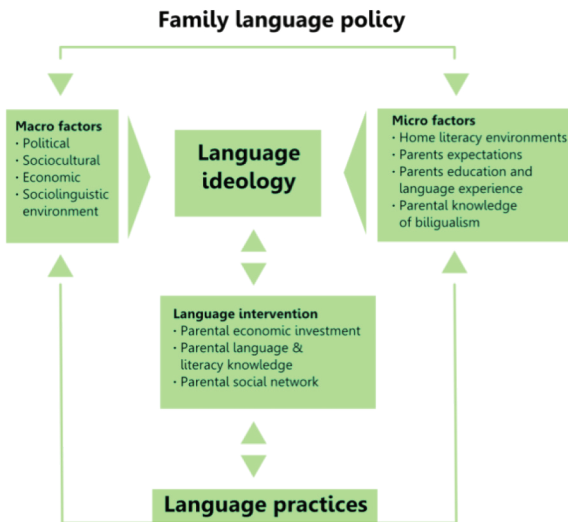 Family language policy
Macro factors
· Political
· Sociocultural
· Economic
· Sociolinguistic
environment
Language
ideology
Micro factors
· Home literacy environments
· Parents expectations
· Parents education and
language experience
· Parental knowledge
of biligualism
Language intervention
· Parental economic investment
· Parental language &
literacy knowledge
· Parental social network
Language practices